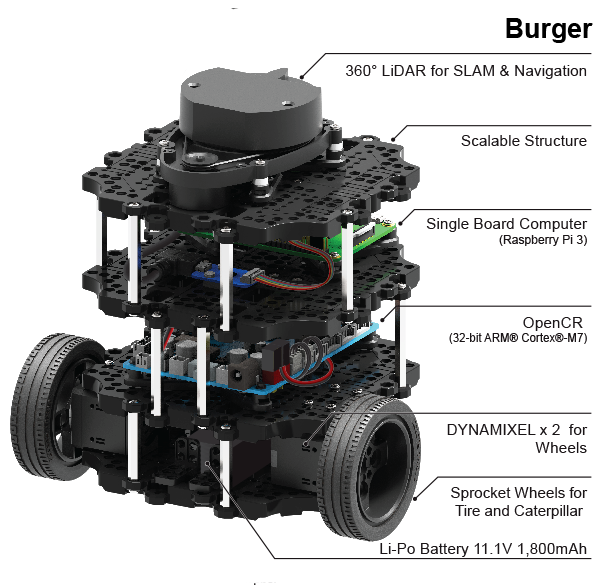 Burger
360° LiDAR for SLAM & Navigation
Scalable Structure
Single Board Computer
(Raspberry Pi 3)
OpenCR
(32-bit ARM® Cortex®-M7)
DYNAMIXEL x 2 for
Wheels
Sprocket Wheels for
Tire and Caterpillar
Li-Po Battery 11.1V 1,800mAh